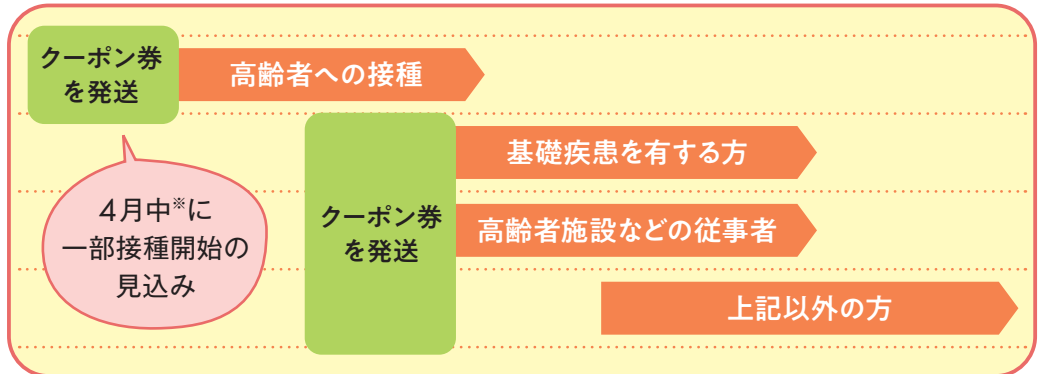 クーポン券
を発送
高齢者への接種
4月中※に
一部接種開始の
見込み
クーポン券
を発送
基礎疾患を有する方
高齢者施設などの従事者
上記以外の方